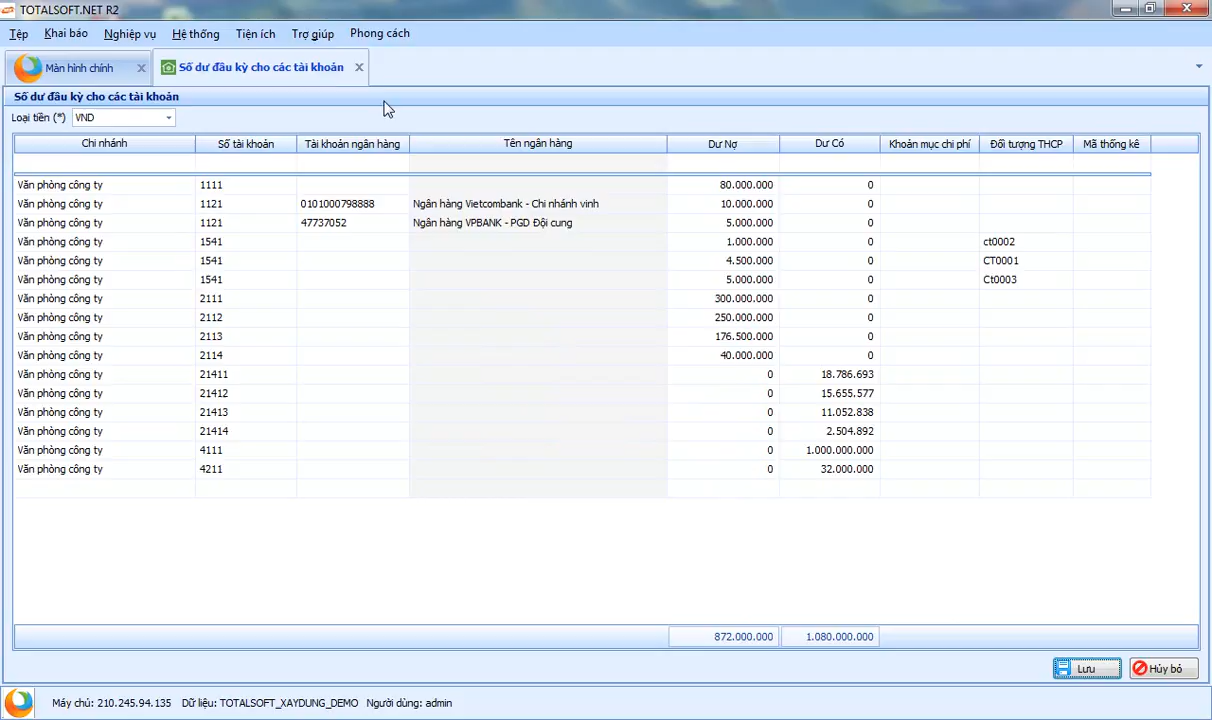 TOTALSOFT.NET R2
Tệp Khai báo Nghiệp vụ Hệ thống Tiện ích Trợ giúp Phong cách
Màn hình chính Số dư đầu kỳ cho các tài khoản
Số dư đầu kỳ cho các tài khoản
Loại tiền (*) VND
Chi nhánh Số tài khoản Tài khoản ngân hàng Tên ngân hàng Dư Nợ Dư Có Khoản mục chi phí Đối tượng THCP Mã thống kê
Văn phòng công ty 1111 80.000.000 0
Văn phòng công ty 1121 0101000798888 Ngân hàng Vietcombank - Chi nhánh vinh 10.000.000 0
Văn phòng công ty 1121 47737052 Ngân hàng VPBANK - PGD Đội cung 5.000.000 0
Văn phòng công ty 1541 1.000.000 0 ct0002
Văn phòng công ty 1541 4.500.000 0 CT0001
Văn phòng công ty 1541 5.000.000 0 Ct0003
Văn phòng công ty 2111 300.000.000 0
Văn phòng công ty 2112 250.000.000 0
Văn phòng công ty 2113 176.500.000 0
Văn phòng công ty 2114 40.000.000 0
Văn phòng công ty 21411 0 18.786.693
Văn phòng công ty 21412 0 15.655.577
Văn phòng công ty 21413 0 11.052.838
Văn phòng công ty 21414 0 2.504.892
Văn phòng công ty 4111 0 1.000.000.000
Văn phòng công ty 4211 0 32.000.000
872.000.000 1.080.000.000
Lưu Hủy bỏ
Máy chủ: 210.245.94.135 Dữ liệu: TOTALSOFT_XAYDUNG_DEMO Người dùng: admin